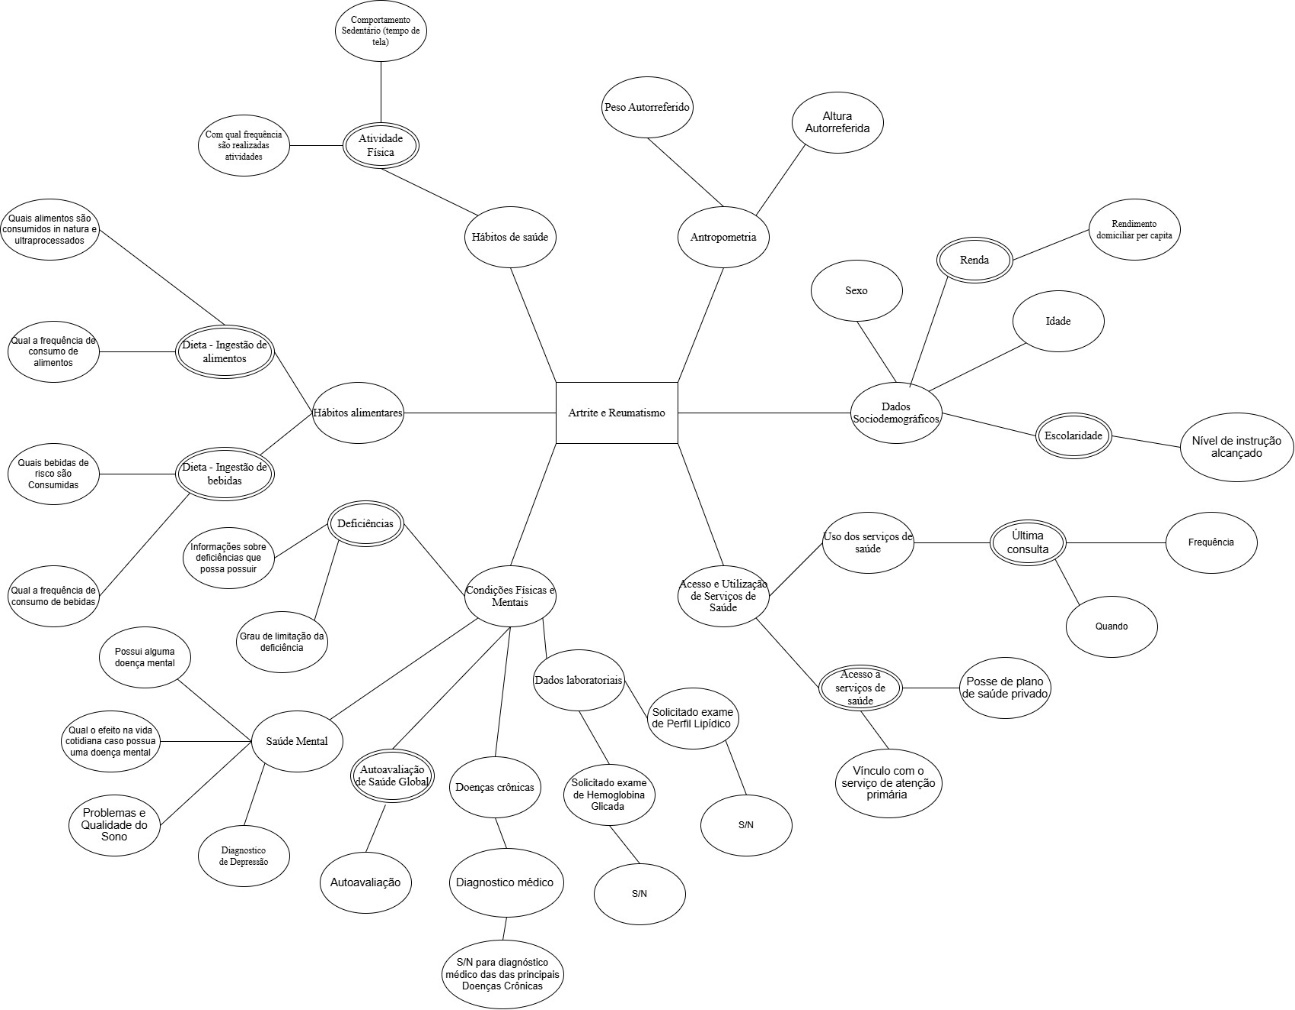 Comportamento
Sedentário (tempo de
tela)
Com qual frequência
são realizadas
atividades
Atividade
Física
Hábitos de saúde
Peso Autorreferido
Altura
Autorreferida
Antropometria
Quais alimentos são
consumidos in natura e
ultraprocessados
Qual a frequência de
consumo de
alimentos
Dieta - Ingestão de
alimentos
Hábitos alimentares
Quais bebidas de
risco são
Consumidas
Dieta - Ingestão de
bebidas
Qual a frequência de
consumo de bebidas
Artrite e Reumatismo
Sexo
Renda
Rendimento
domiciliar per capita
Idade
Dados
Sociodemográficos
Escolaridade
Nível de instrução
alcançado
Deficiências
Informações sobre
deficiências que
possa possuir
Grau de limitação da
deficiência
Condições Físicas e
Mentais
Acesso e Utilização
de Serviços de
Saúde
Uso dos serviços de
saúde
Última
consulta
Frequência
Quando
Acesso a
serviços de
saúde
Posse de plano
de saúde privado
Vínculo com o
serviço de atenção
primária
Possui alguma
doença mental
Qual o efeito na vida
cotidiana caso possua
uma doença mental
Problemas e
Qualidade do
Sono
Saúde Mental
Diagnostico
de Depressão
Autoavaliação
de Saúde Global
Autoavaliação
Doenças crônicas
Diagnostico médico
S/N para diagnóstico
médico das das principais
Doenças Crônicas
Dados laboratoriais
Solicitado exame
de Hemoglobina
Glicada
S/N
Solicitado exame
de Perfil Lipídico
S/N